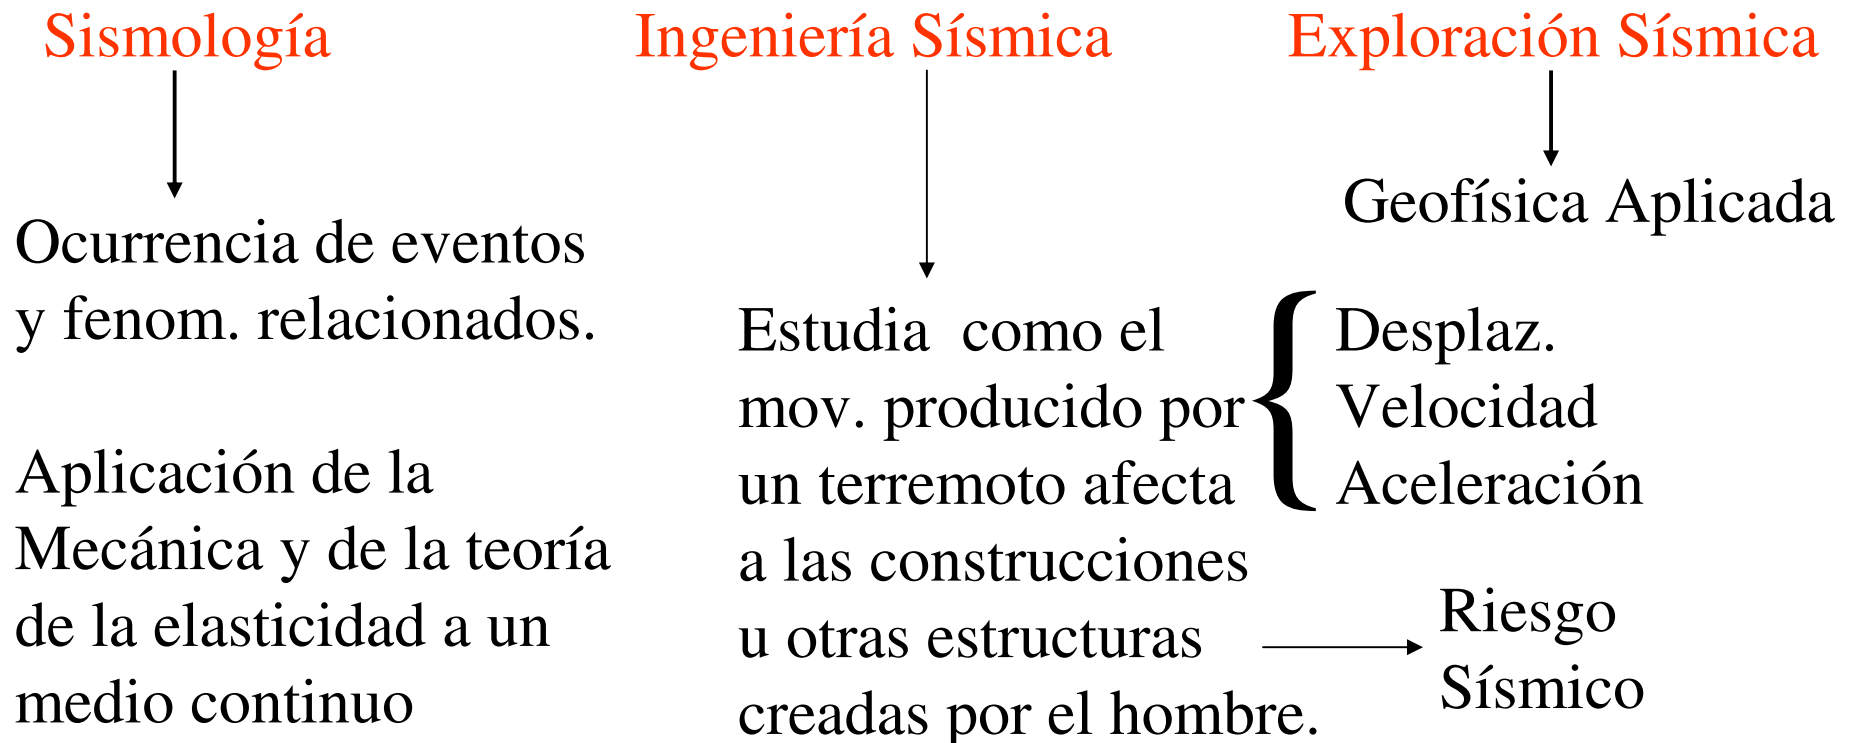 Sismología
Ocurrencia de eventos
y fenom. relacionados.
Aplicación de la
Mecánica y de la teoría
de la elasticidad a un
medio continuo
Ingeniería Sísmica
Estudia como el
mov. producido por
un terremoto afecta
a las construcciones
u otras estructuras
creadas por el hombre.
Desplaz.
Velocidad
Aceleración
Riesgo
Sísmico
Exploración Sísmica
Geofísica Aplicada